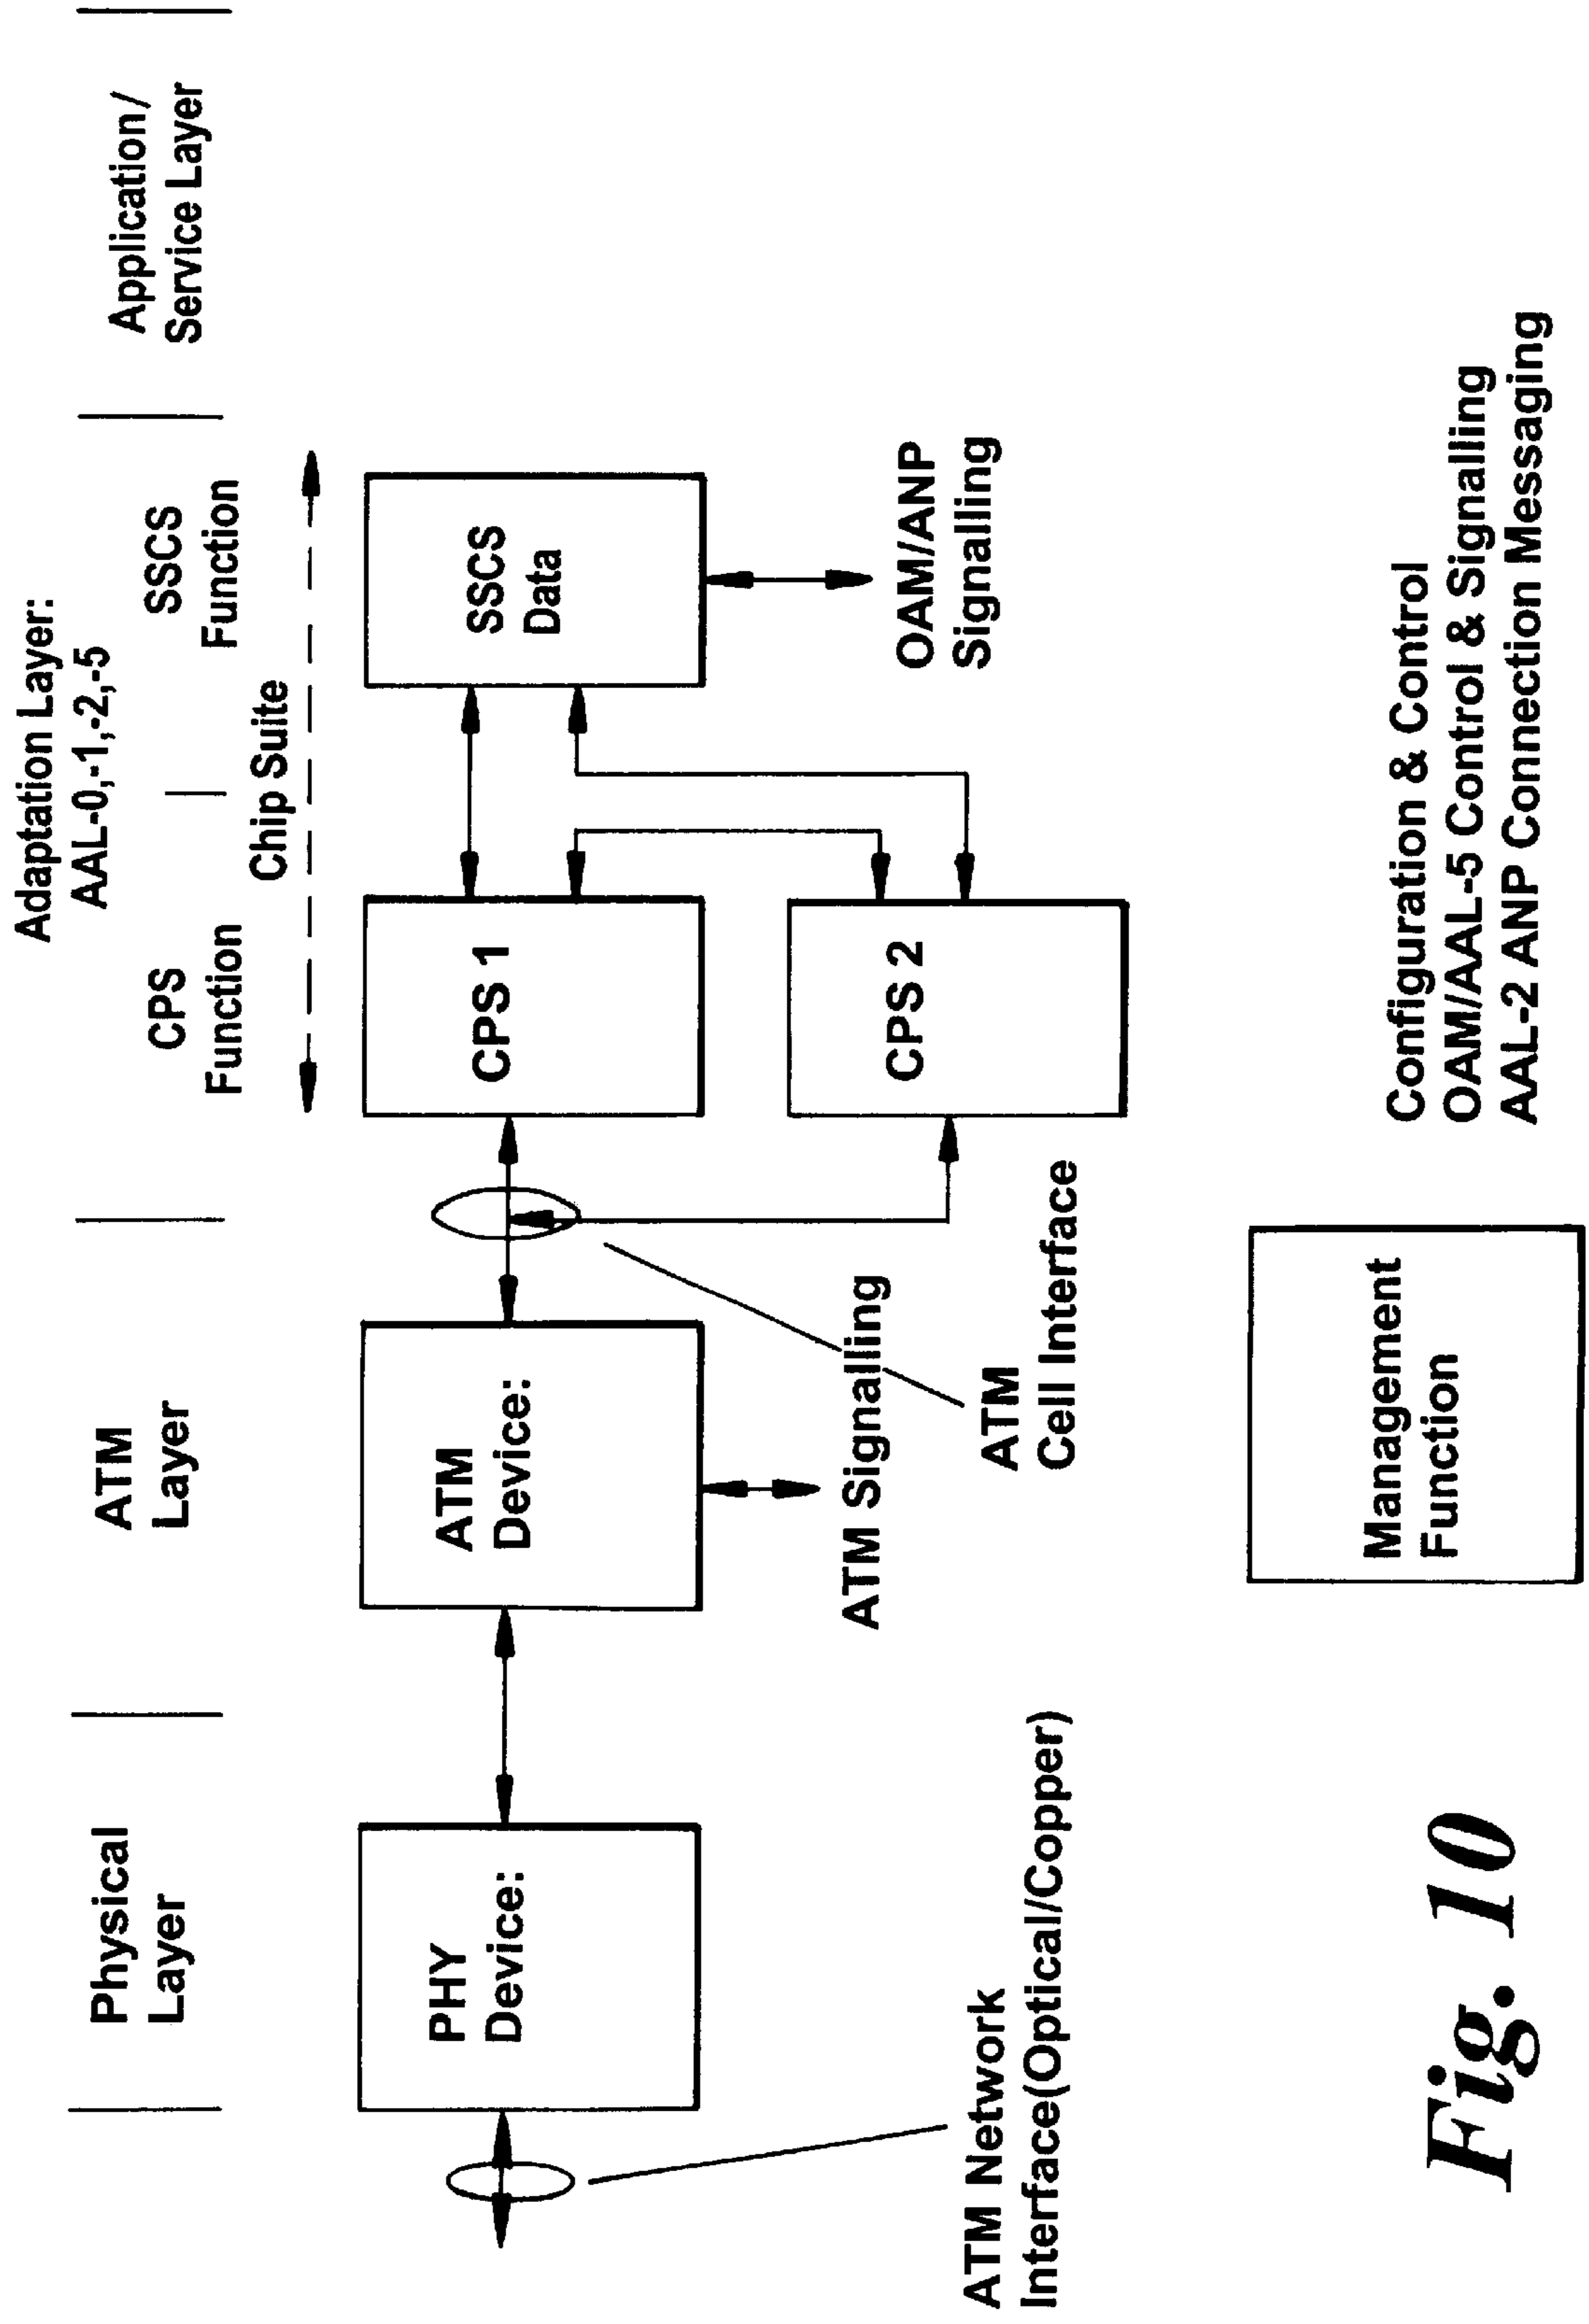 Adaptation Layer:
AAL-0,-1,-2,-5
Physical
Layer
ATM
Layer
CPS
Function
SSCS
Function
Application/
Service Layer
Chip Suite
PHY
Device:
ATM
Device:
CPS 1
SSCS
Data
CPS 2
ATM Signalling
OAM/ANP
Signalling
ATM Network
Interface(Optical/Copper)
ATM
Cell Interface
Management
Function
Configuration & Control
OAM/AAL-5 Control & Signalling
AAL-2 ANP Connection Messaging
Fig. 10